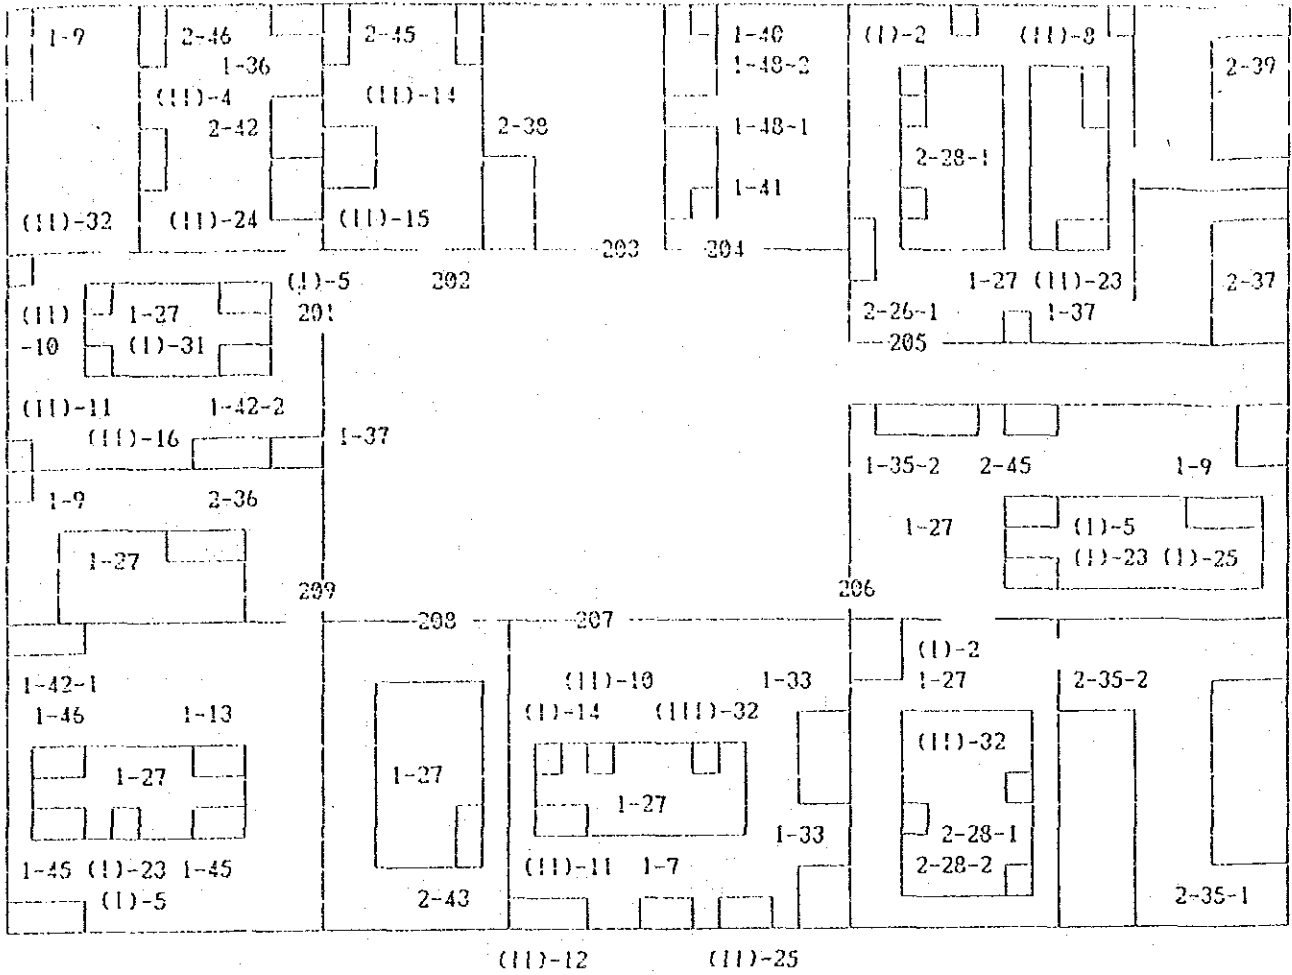 1-9 2-46 2-45 1-40 (I)-2 (II)-8
1-36 1-48-2 2-39
(II)-4 (II)-14
2-42 2-38 1-48-1
2-28-1
1-41
(II)-32 (II)-24 (II)-15
203 204
(I)-5 202 1-27 (II)-23 2-37
(II) 1-27 201 2-26-1 1-37
-10 (I)-31 205
(II)-11 1-42-2
(II)-16 1-37
1-35-2 2-45 1-9
1-9 2-36
1-27 (I)-5
1-27 (I)-23 (I)-25
209 206
208 207
(I)-2
1-42-1 (II)-10 1-33 1-27 2-35-2
1-46 1-13 (I)-14 (III)-32
(II)-32
1-27 1-27
1-27
1-33 2-28-1
1-45 (I)-23 1-45 (II)-11 1-7 2-28-2
(I)-5 2-43 2-35-1
(II)-12 (II)-25